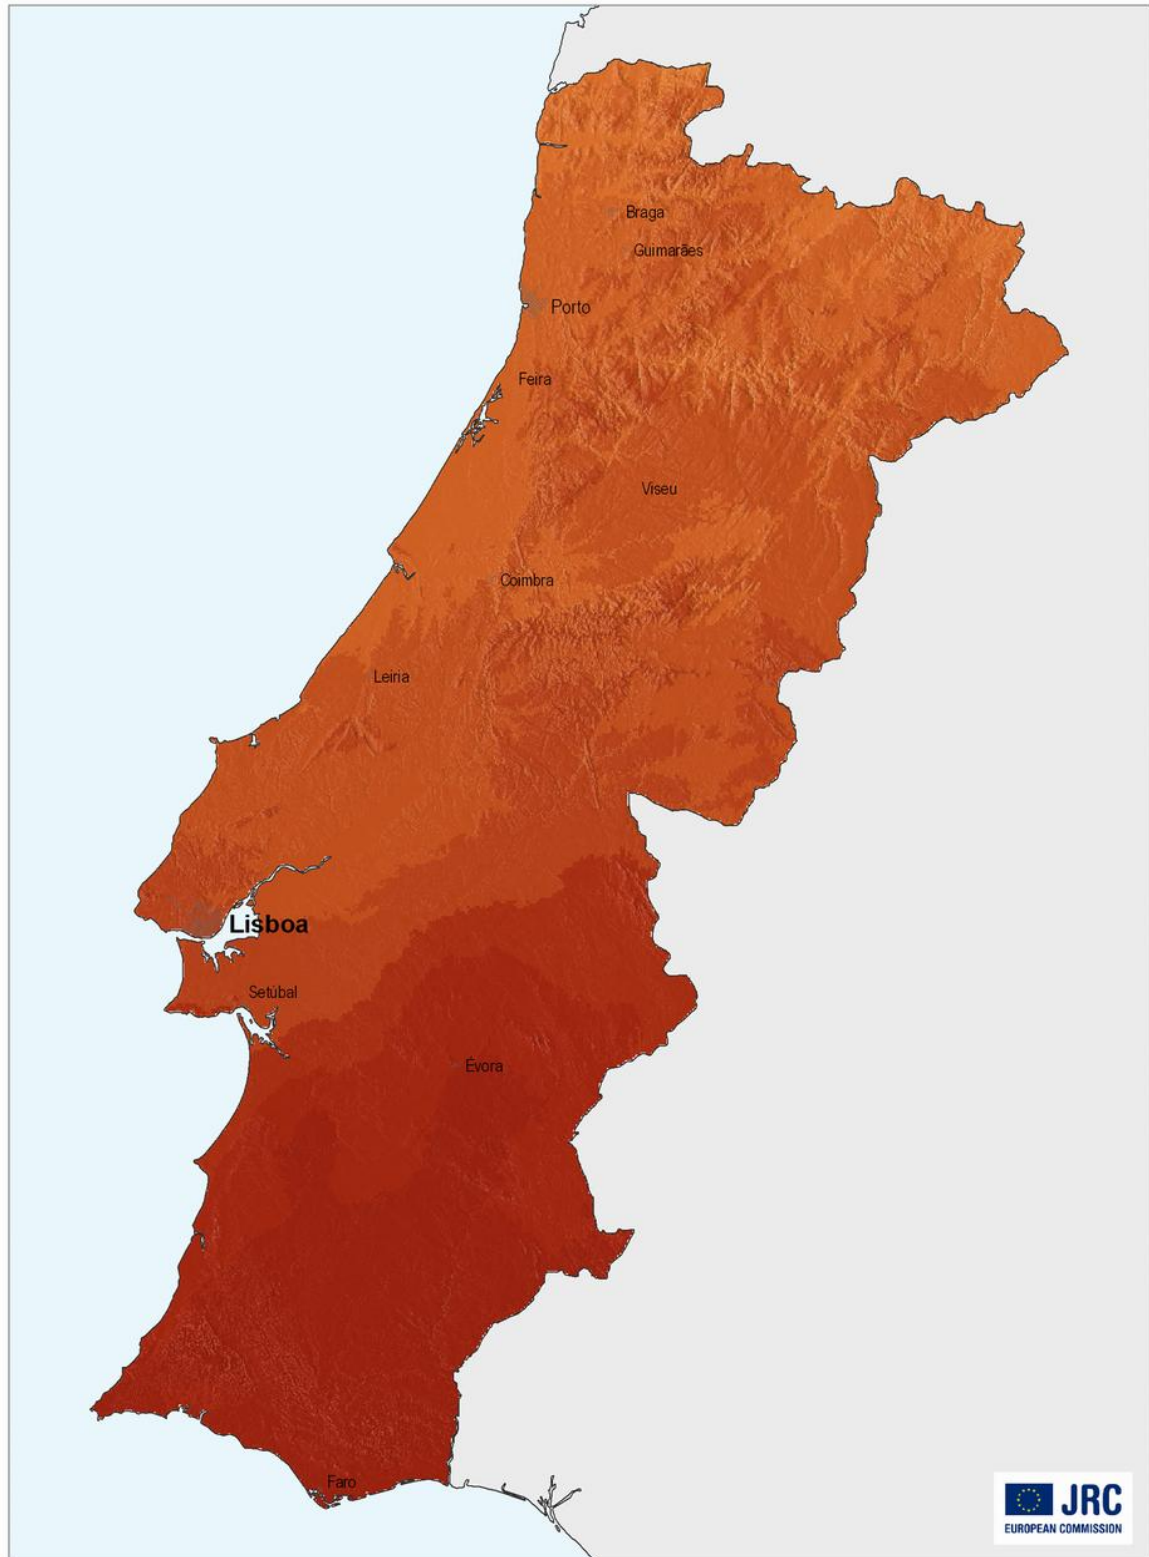 Braga
Guimarães
Porto
Feira
Viseu
Coimbra
Leiria
Lisboa
Setúbal
Évora
Faro
JRC
EUROPEAN COMMISSION